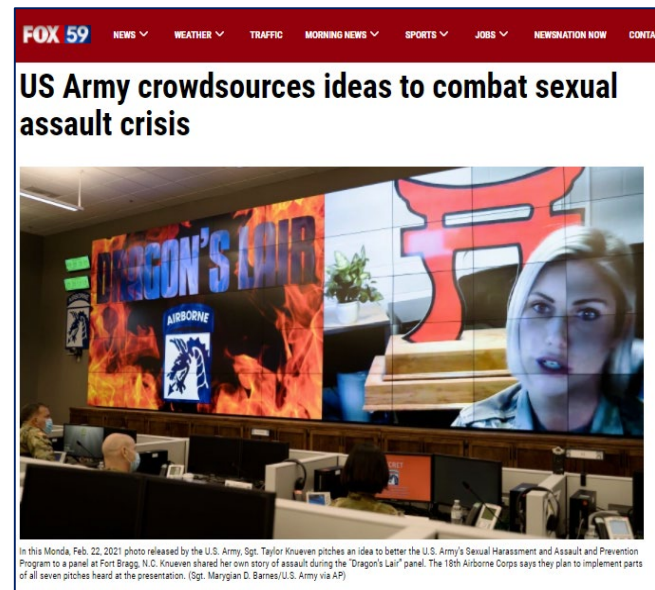 FOX 59
NEWS
WEATHER
TRAFFIC
MORNING NEWS
SPORTS
JOBS
NEWSNATION NOW
CONTA
US Army crowdsources ideas to combat sexual
assault crisis
DRAGON'S LAIR
AIRBORNE
In this Monda, Feb. 22, 2021 photo released by the U.S. Army, Sgt. Taylor Knueven pitches an idea to better the U.S. Army's Sexual Harassment and Assault and Prevention
Program to a panel at Fort Bragg, N.C. Knueven shared her own story of assault during the "Dragon's Lair" panel. The 18th Airborne Corps says they plan to implement parts
of all seven pitches heard at the presentation. (Sgt. Marygian D. Barnes/U.S. Army via AP)